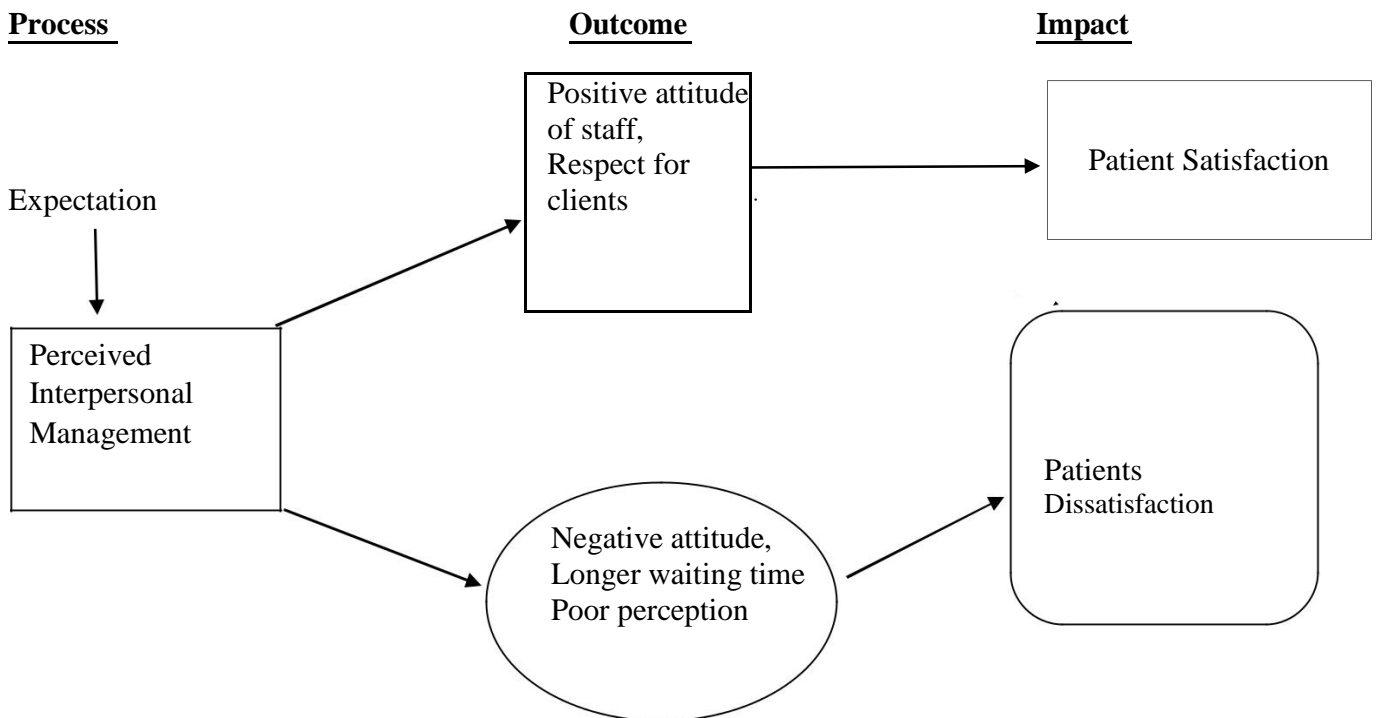 Process Outcome Impact
Positive attitude
of staff,
Respect for
clients
Patient Satisfaction
Expectation
Perceived
Interpersonal
Management
Negative attitude,
Longer waiting time
Poor perception
Patients
Dissatisfaction